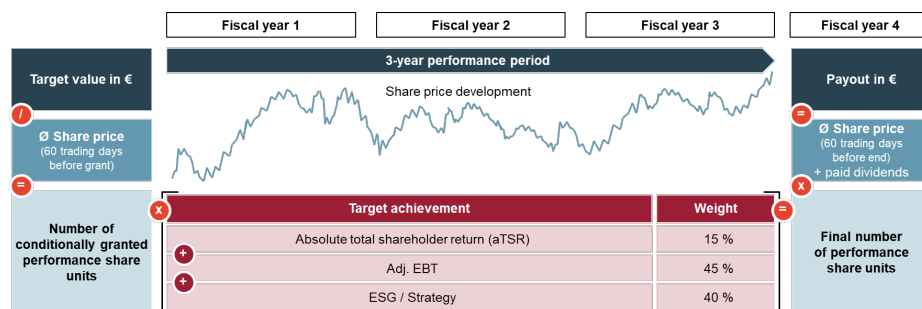 Fiscal year 1
Fiscal year 2
Fiscal year 3
Fiscal year 4
Target value in €
/
Ø Share price
(60 trading days
before grant)
=
Number of
conditionally granted
performance share
units
3-year performance period
Share price development
x
Target achievement
Weight
Absolute total shareholder return (aTSR)
15 %
+
Adj. EBT
45 %
+
ESG / Strategy
40 %
=
Payout in €
=
Ø Share price
(60 trading days
before end)
+ paid dividends
x
Final number
of performance
share units